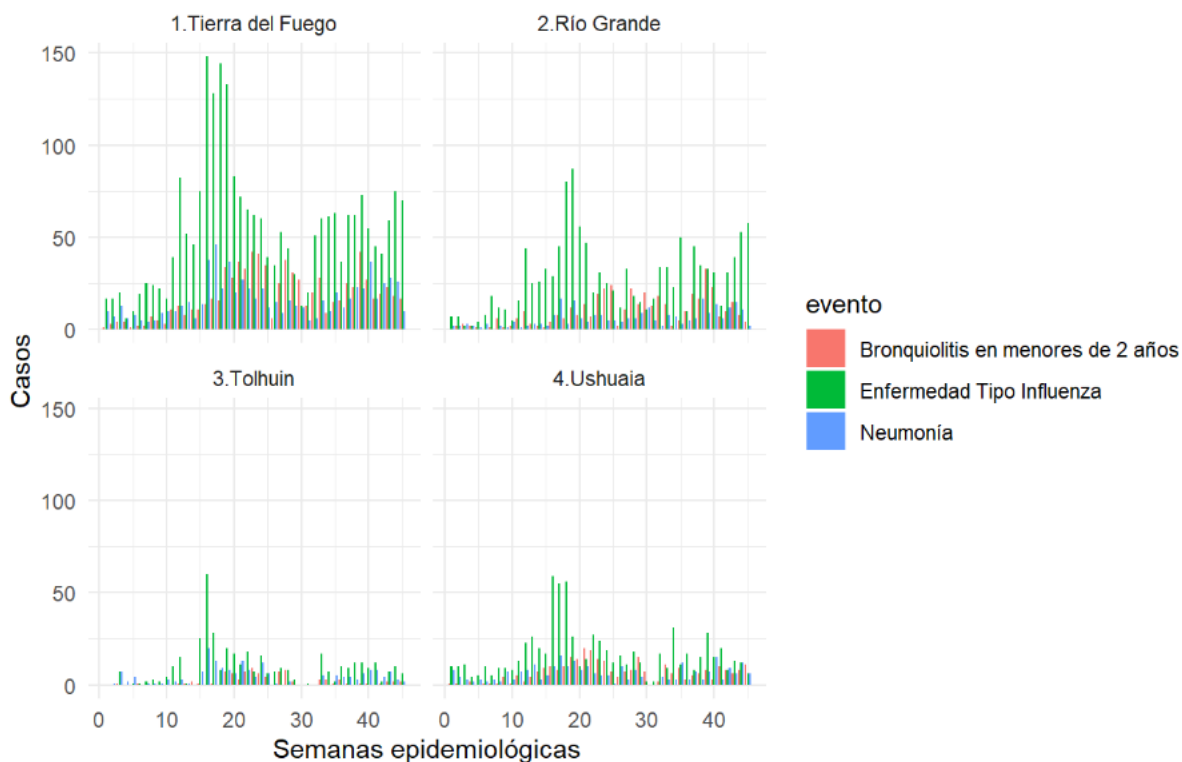 1.Tierra del Fuego
2.Río Grande
150
100
50
0
3.Tolhuin
4.Ushuaia
150
100
50
0
0 10 20 30 40
0 10 20 30 40
Casos
Semanas epidemiológicas
evento
Bronquiolitis en menores de 2 años
Enfermedad Tipo Influenza
Neumonía